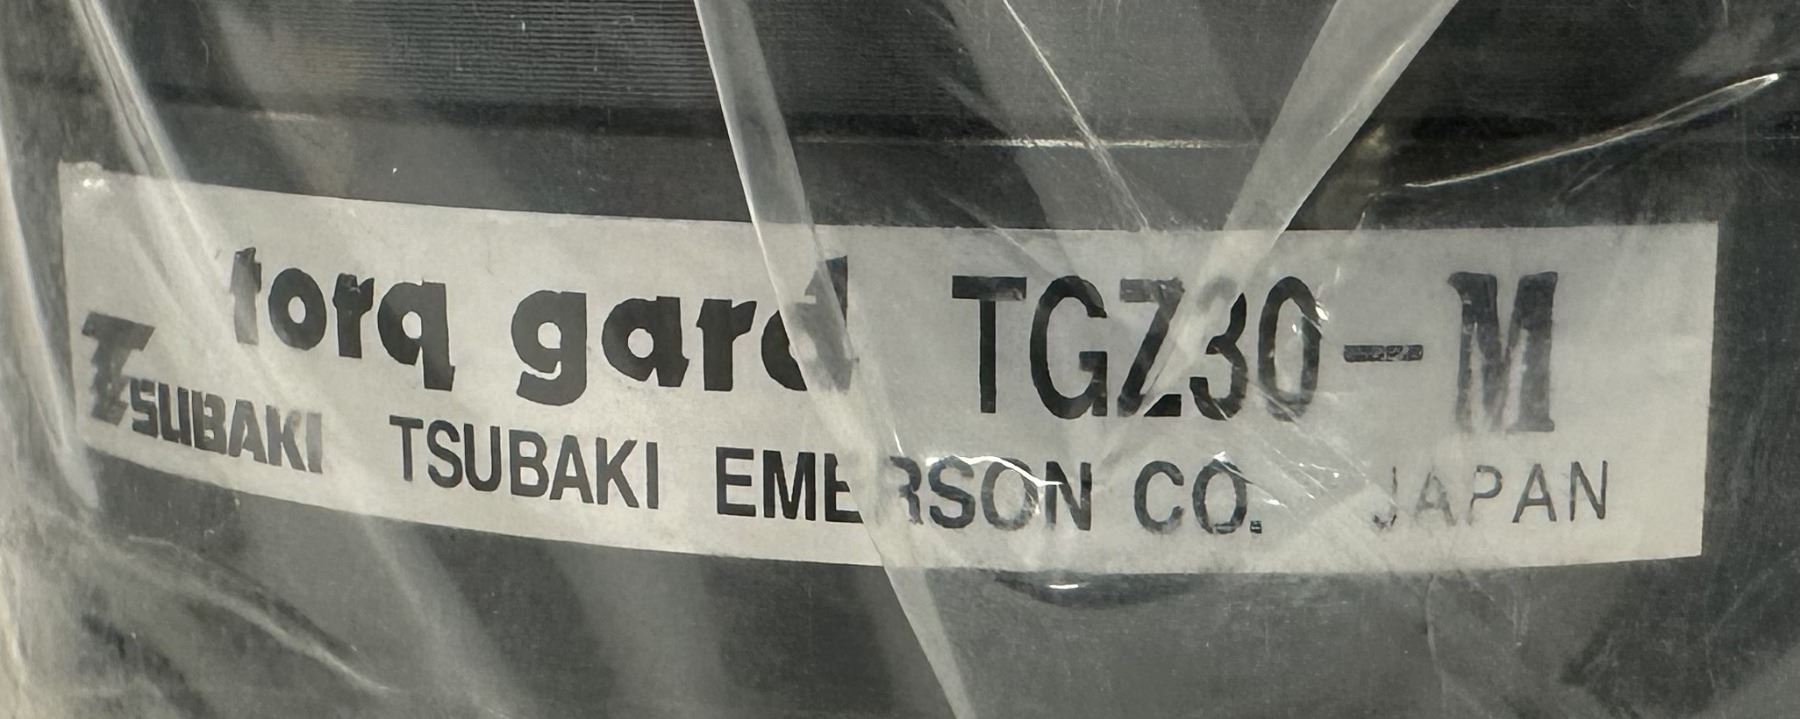 torq gard TGZ30-M
TSUBAKI TSUBAKI EMERSON CO. JAPAN